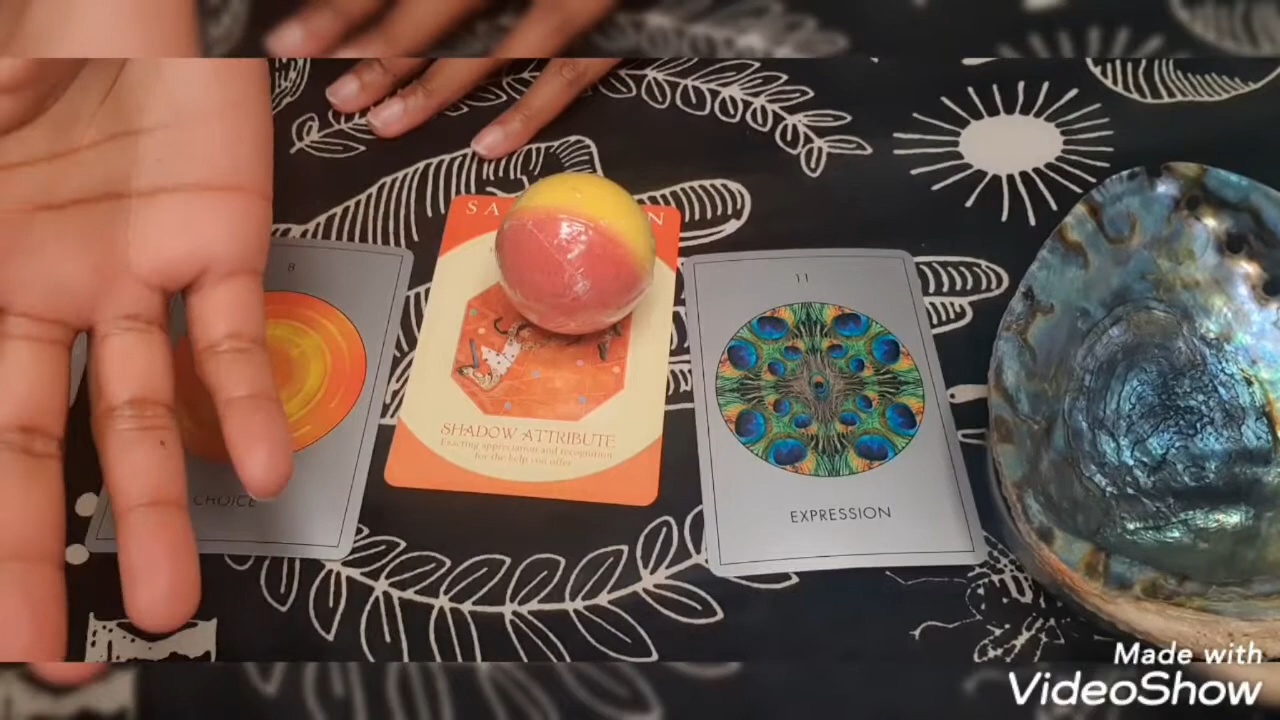 8
CHOICE
SHADOW ATTRIBUTE
Exacting appreciation and recognition
for the help you offer
11
EXPRESSION
Made with
VideoShow